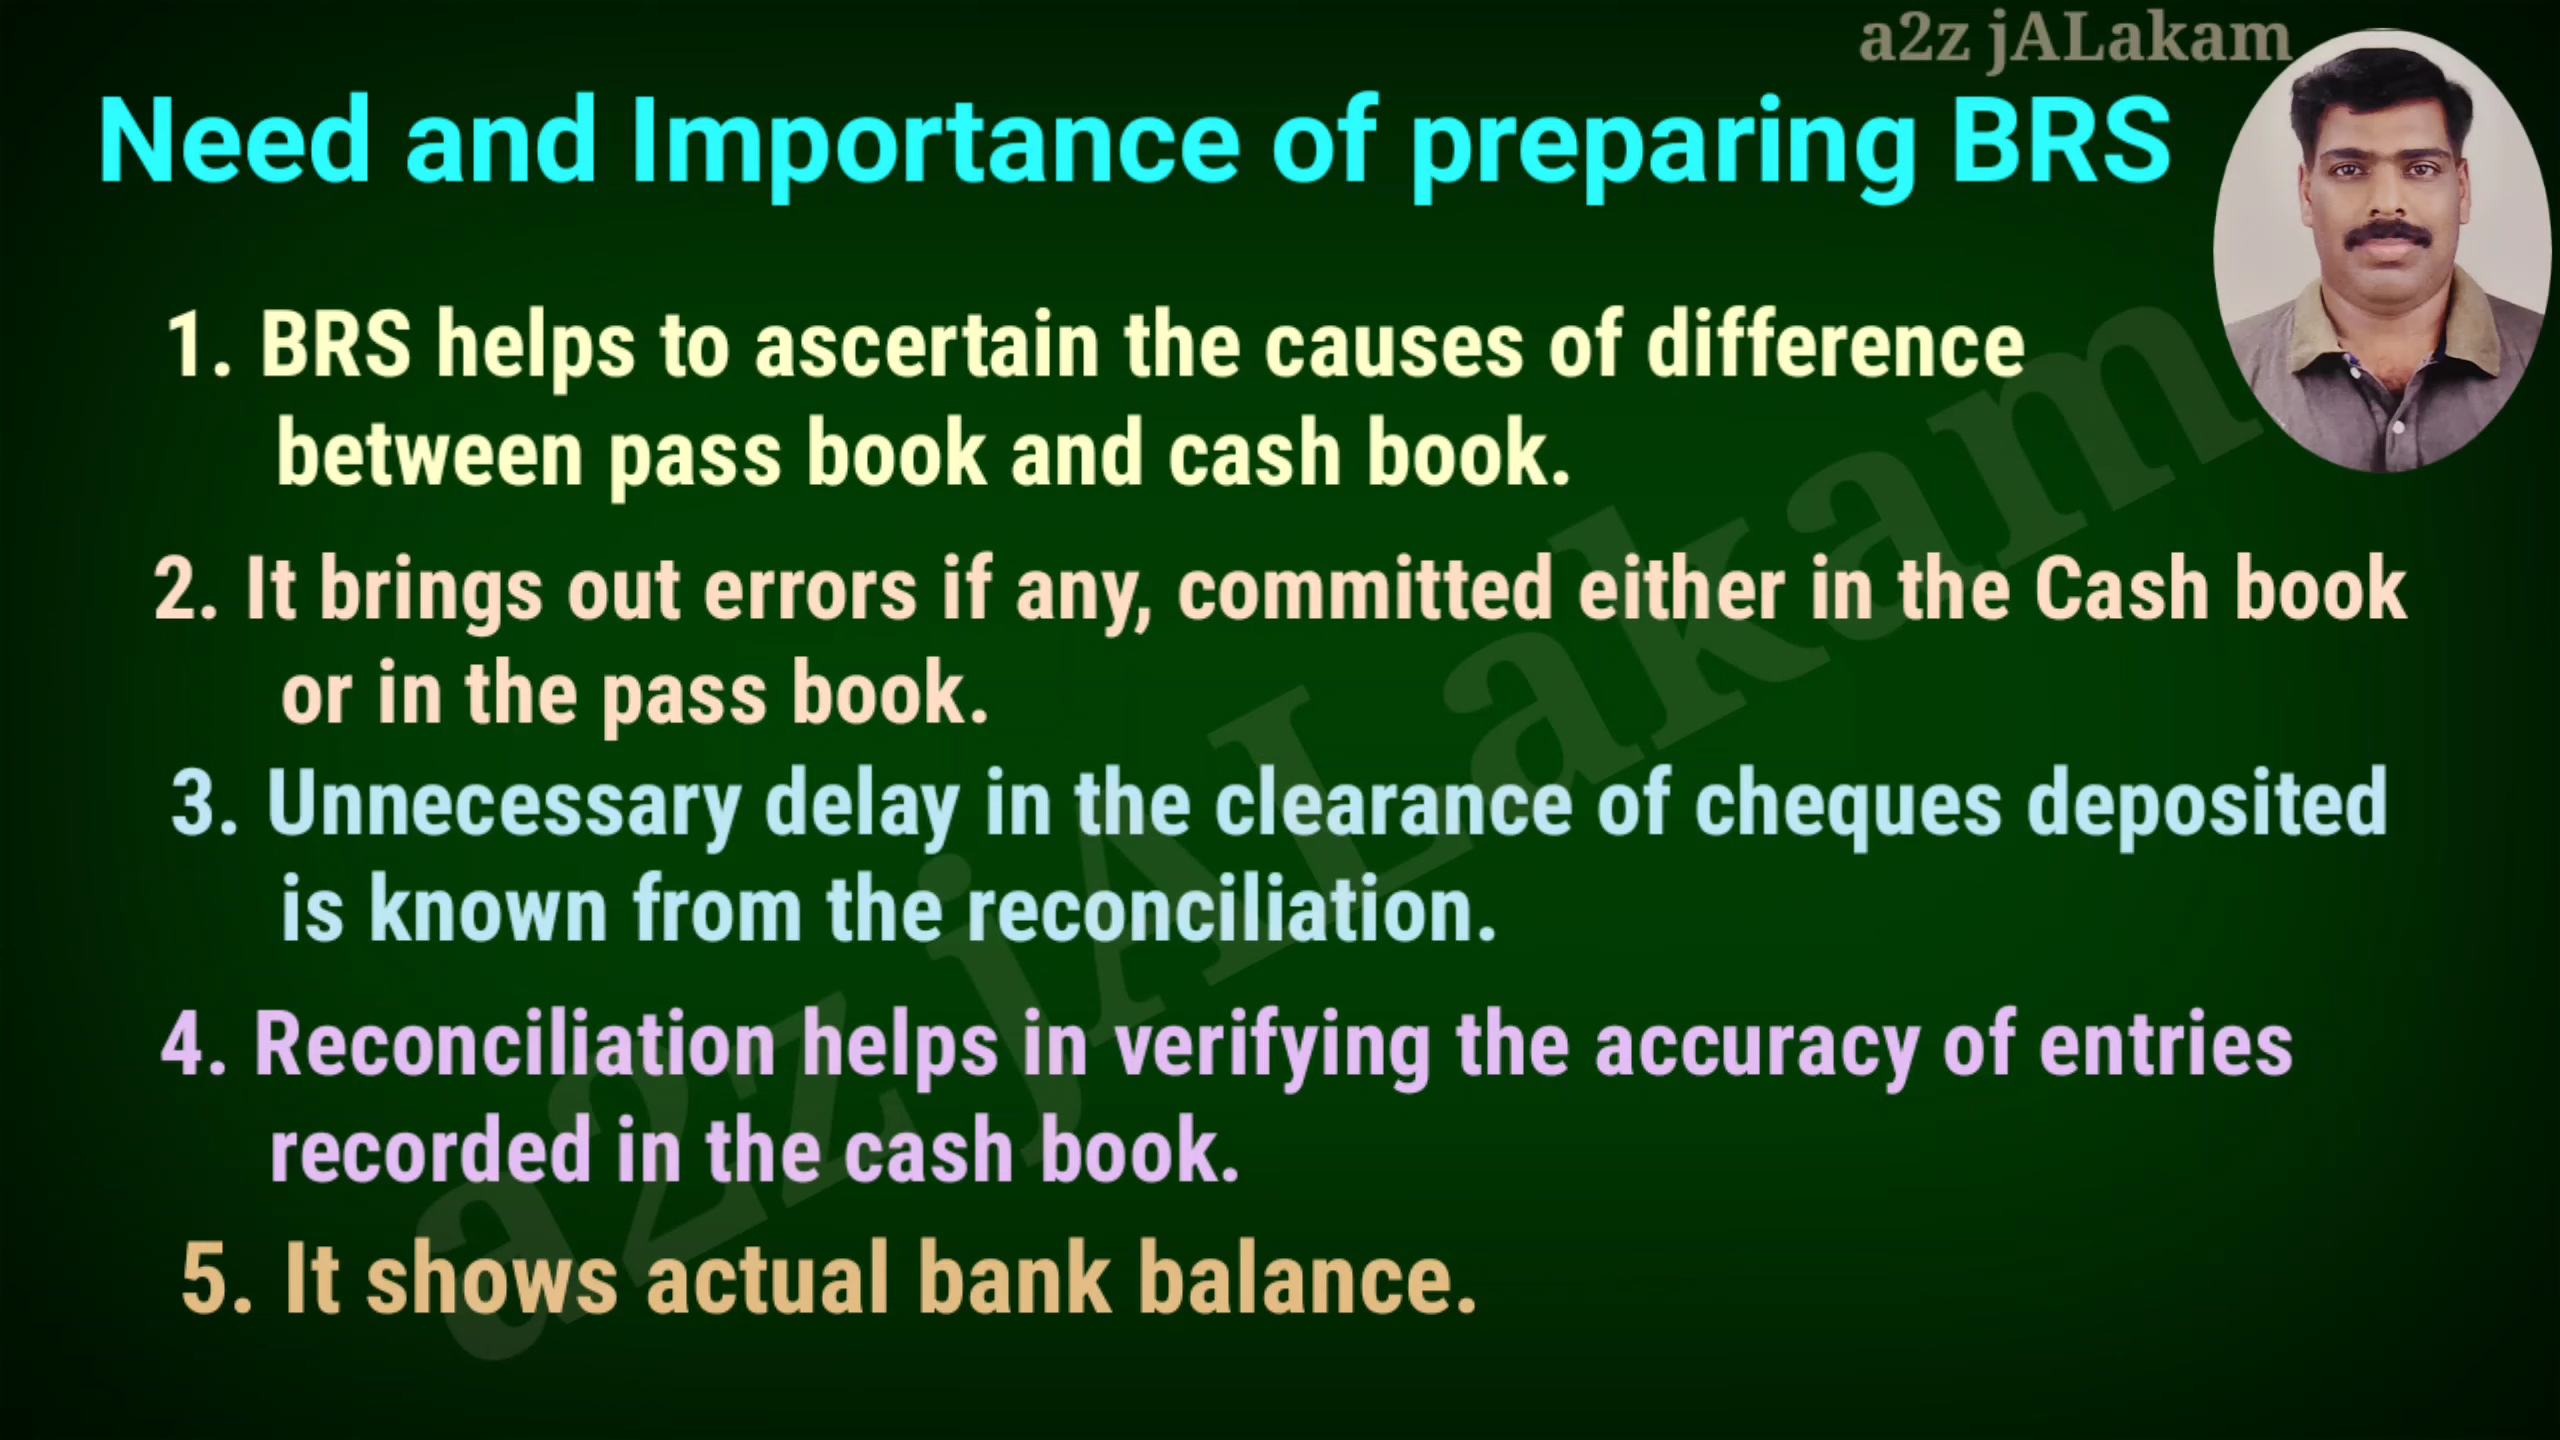 a2z jALakam
Need and Importance of preparing BRS
1. BRS helps to ascertain the causes of difference
between pass book and cash book.
2. It brings out errors if any, committed either in the Cash book
or in the pass book.
3. Unnecessary delay in the clearance of cheques deposited
is known from the reconciliation.
4. Reconciliation helps in verifying the accuracy of entries
recorded in the cash book.
5. It shows actual bank balance.
a2z jALakam